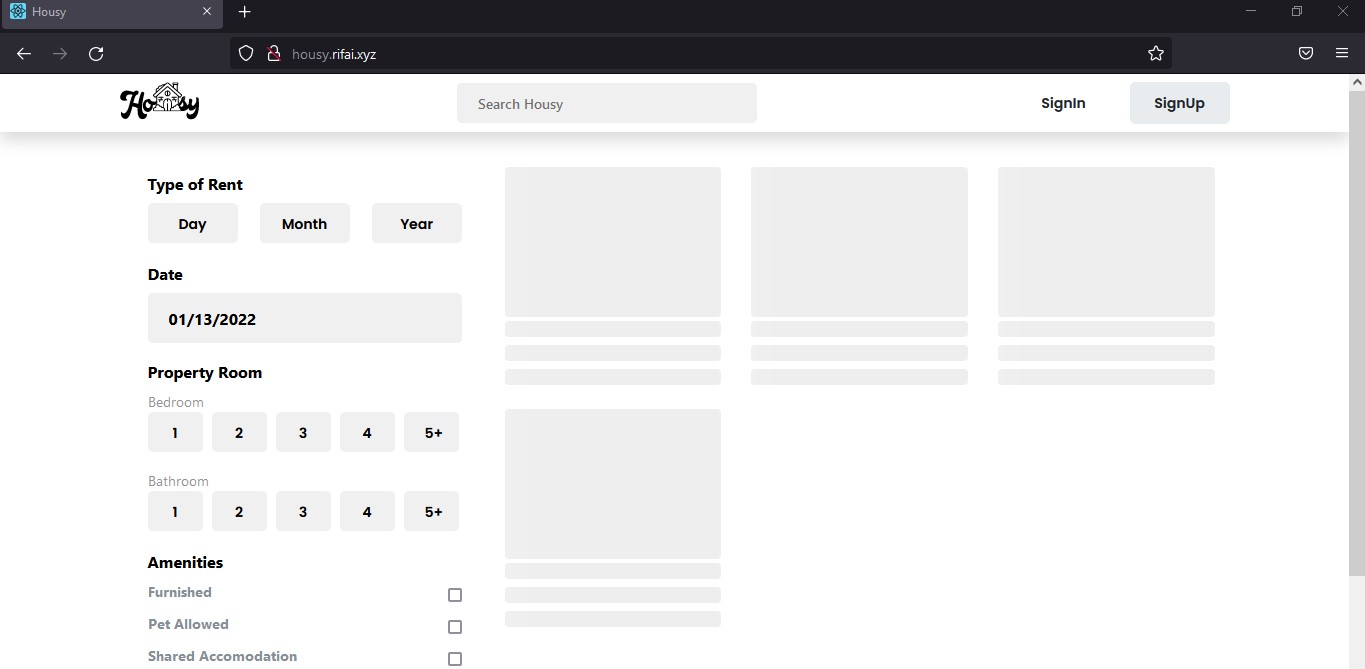 Housy
housy.rifai.xyz
Housy
Search Housy
SignIn
SignUp
Type of Rent
Day
Month
Year
Date
01/13/2022
Property Room
Bedroom
1
2
3
4
5+
Bathroom
1
2
3
4
5+
Amenities
Furnished
Pet Allowed
Shared Accomodation